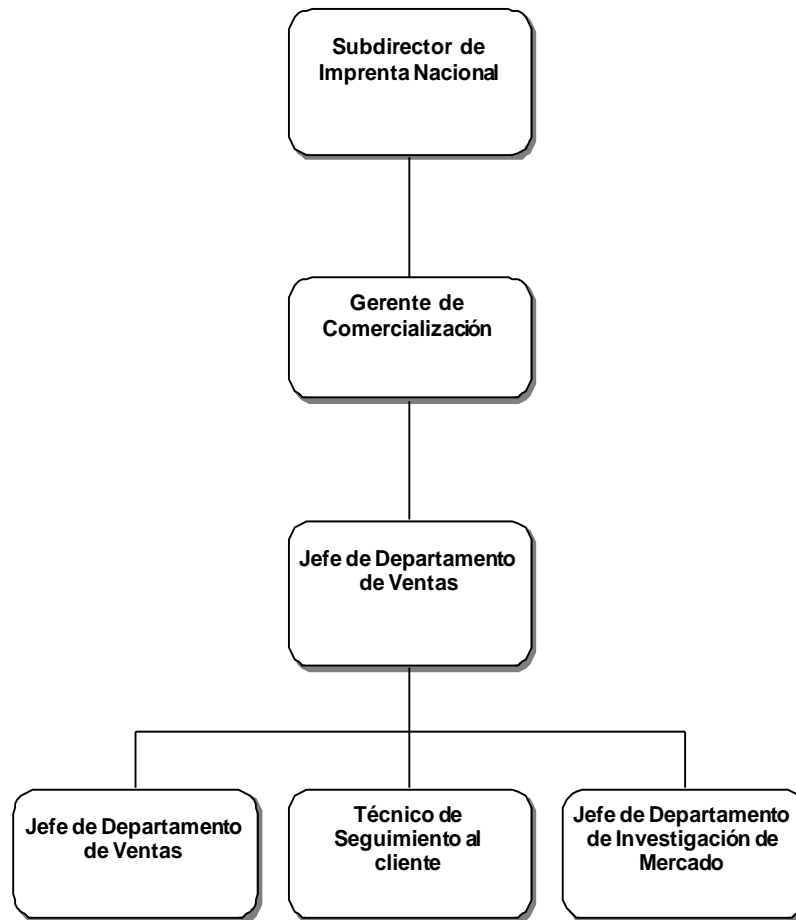 Subdirector de
Imprenta Nacional
Gerente de
Comercialización
Jefe de Departamento
de Ventas
Jefe de Departamento
de Ventas
Técnico de
Seguimiento al
cliente
Jefe de Departamento
de Investigación de
Mercado